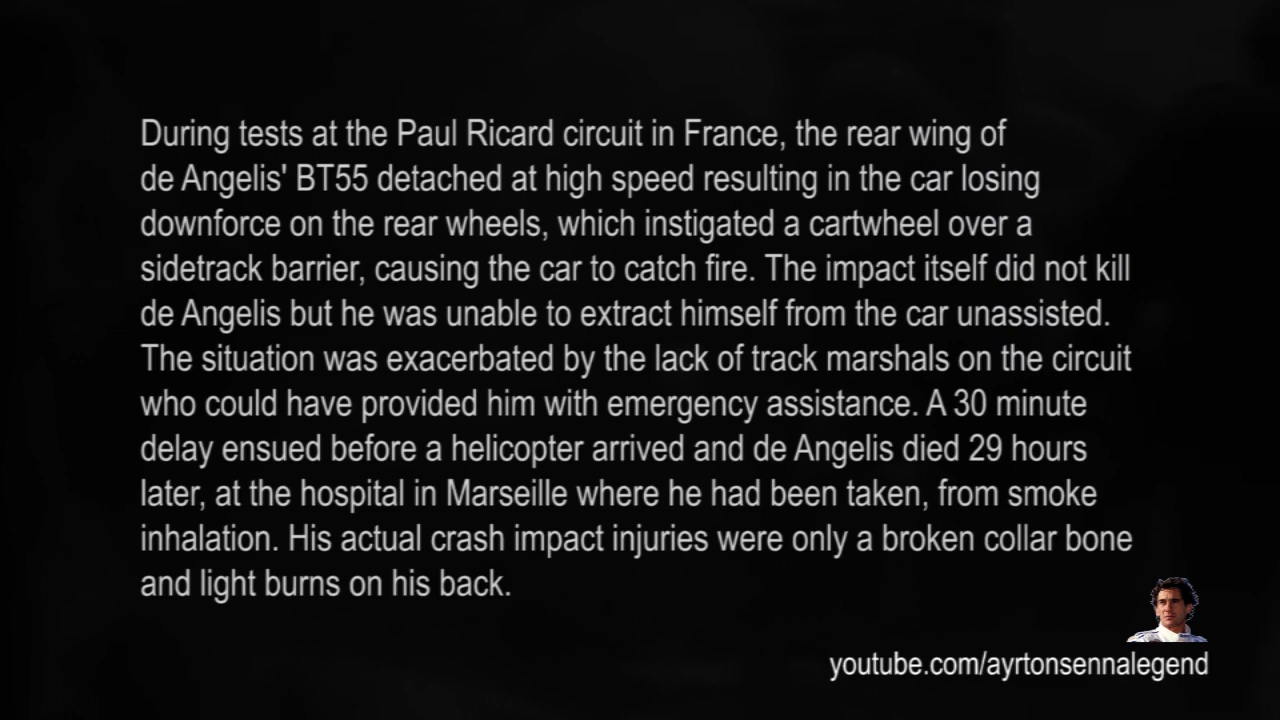 During tests at the Paul Ricard circuit in France, the rear wing of
de Angelis' BT55 detached at high speed resulting in the car losing
downforce on the rear wheels, which instigated a cartwheel over a
sidetrack barrier, causing the car to catch fire. The impact itself did not kill
de Angelis but he was unable to extract himself from the car unassisted.
The situation was exacerbated by the lack of track marshals on the circuit
who could have provided him with emergency assistance. A 30 minute
delay ensued before a helicopter arrived and de Angelis died 29 hours
later, at the hospital in Marseille where he had been taken, from smoke
inhalation. His actual crash impact injuries were only a broken collar bone
and light burns on his back.
youtube.com/ayrtonsennalegend